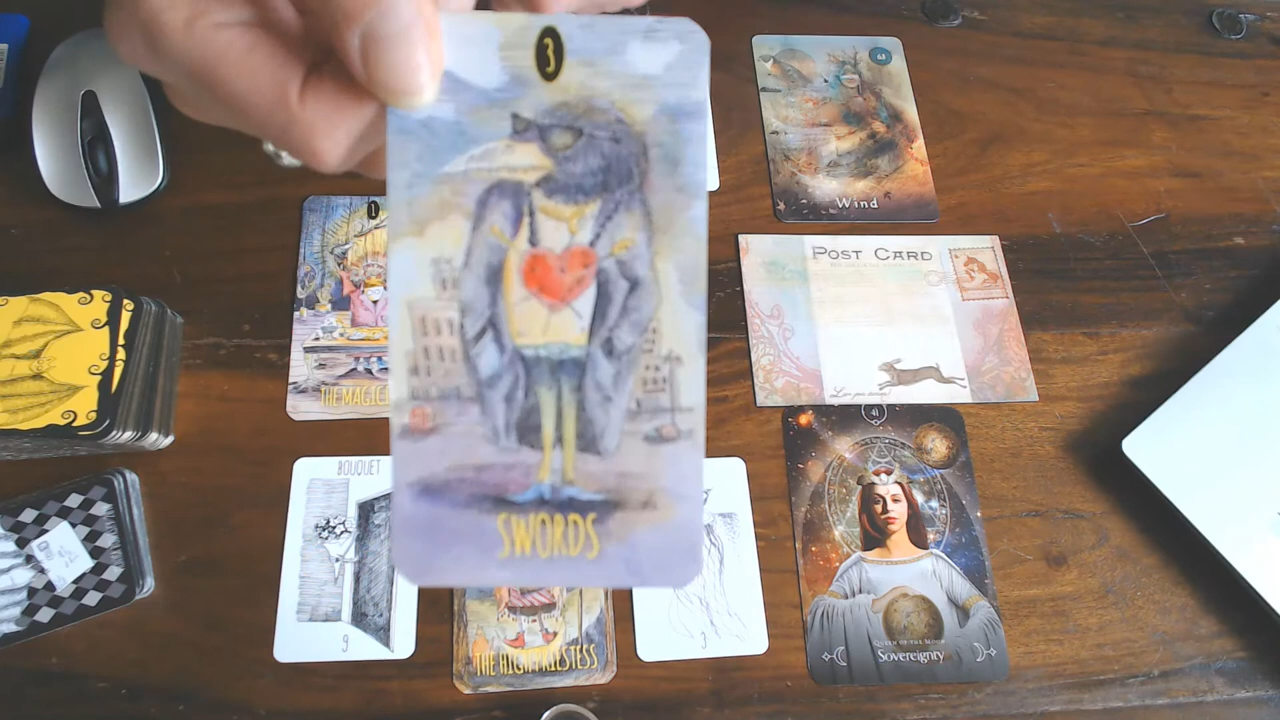 3
SWORDS
1
THE MAGICI
BOUQUET
9
THE HIGH PRIESTESS
Wind
POST CARD
41
QUEEN OF THE MOON
Sovereignty